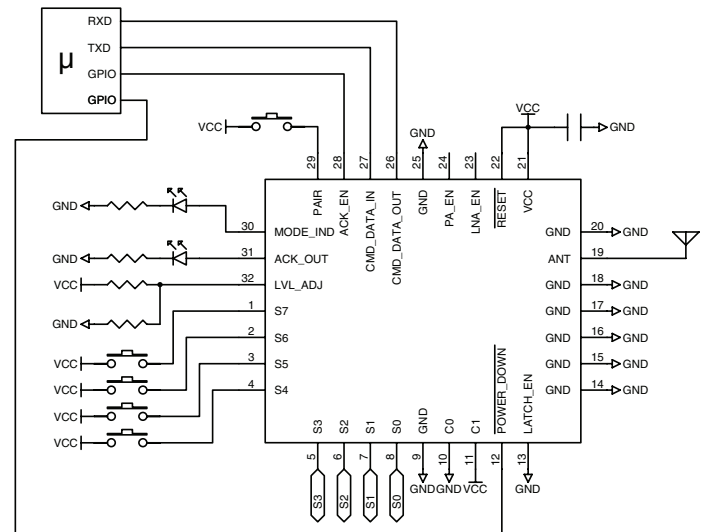 RXD
TXD
µ
GPIO
GPIO
VCC
GND
VCC
GND
29
28
27
26
25
24
23
22
21
PAIR
ACK_EN
CMD_DATA_IN
CMD_DATA_OUT
GND
PA_EN
LNA_EN
RESET
VCC
GND
30
MODE_IND
GND
20
GND
GND
31
ACK_OUT
ANT
19
VCC
32
LVL_ADJ
GND
18
GND
GND
1
S7
GND
17
GND
2
S6
GND
16
GND
VCC
3
S5
GND
15
GND
VCC
4
S4
GND
14
GND
VCC
VCC
S3
S2
S1
S0
GND
C0
C1
POWER_DOWN
LATCH_EN
5
6
7
8
9
10
11
12
13
S3
S2
S1
S0
GND
GND
VCC
GND